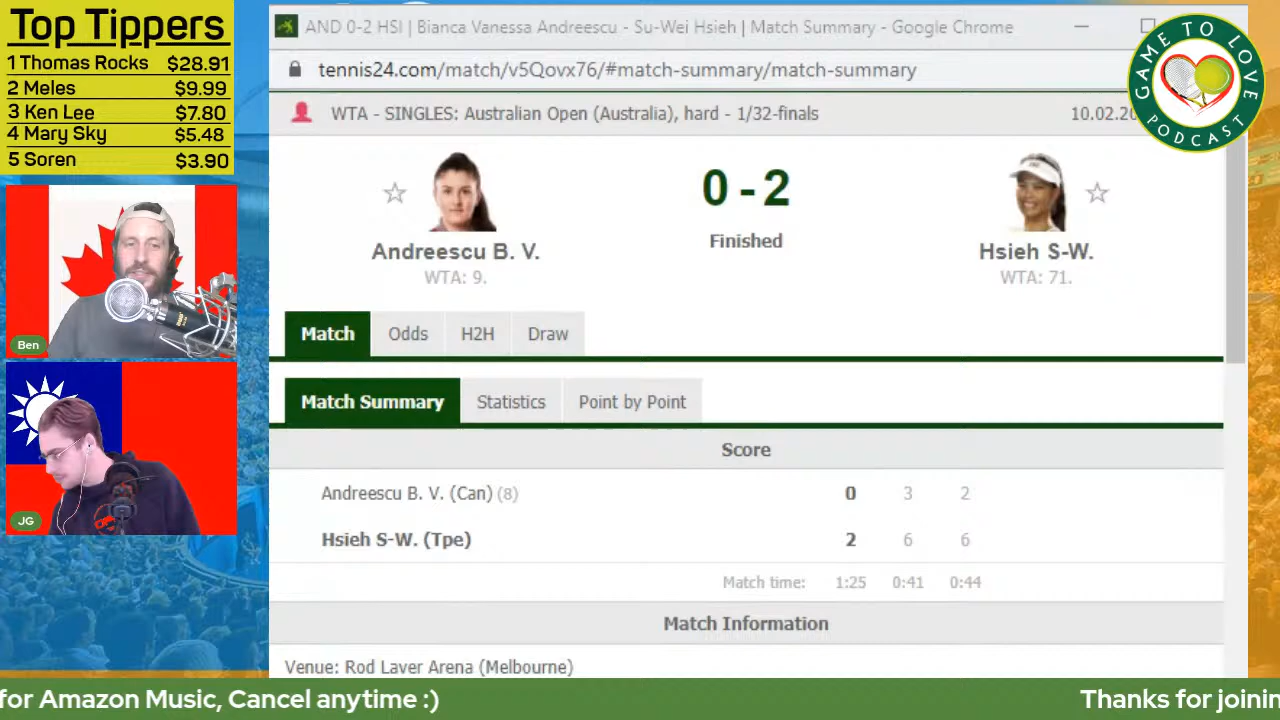 Top Tippers
1 Thomas Rocks $28.91
2 Meles $9.99
3 Ken Lee $7.80
4 Mary Sky $5.48
5 Soren $3.90
Ben
JG
AND 0-2 HSI | Bianca Vanessa Andreescu - Su-Wei Hsieh | Match Summary - Google Chrome
tennis24.com/match/v5Qovx76/#match-summary/match-summary
GAME TO LOVE
PODCAST
WTA - SINGLES: Australian Open (Australia), hard - 1/32-finals 10.02.20
0 - 2
Finished
Andreescu B. V.
WTA: 9.
Hsieh S-W.
WTA: 71.
Match Odds H2H Draw
Match Summary Statistics Point by Point
Score
Andreescu B. V. (Can) (8) 0 3 2
Hsieh S-W. (Tpe) 2 6 6
Match time: 1:25 0:41 0:44
Match Information
Venue: Rod Laver Arena (Melbourne)
for Amazon Music, Cancel anytime :) Thanks for joinin